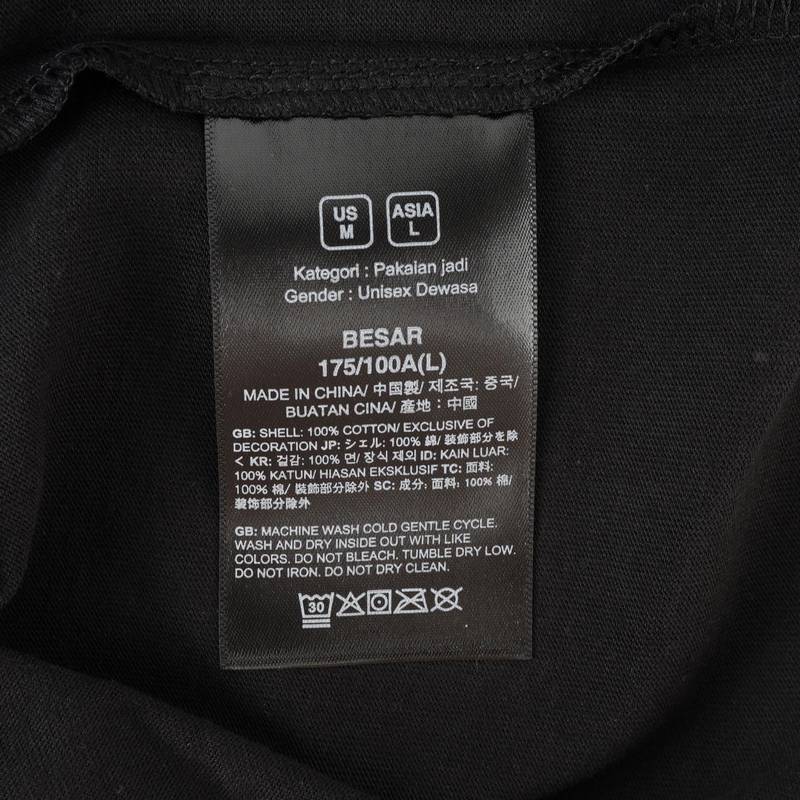 US
M
ASIA
L
Kategori : Pakaian jadi
Gender : Unisex Dewasa
BESAR
175/100A(L)
MADE IN CHINA/ 中国製/ 제조국: 중국/
BUATAN CINA/ 產地：中國
GB: SHELL: 100% COTTON/ EXCLUSIVE OF
DECORATION JP: シェル: 100% 綿/ 装飾部分を除
く KR: 겉감: 100% 면/ 장식 제외 ID: KAIN LUAR:
100% KATUN/ HIASAN EKSKLUSIF TC: 面料:
100% 棉/ 裝飾部分除外 SC: 成分: 面料: 100% 棉/
装饰部分除外
GB: MACHINE WASH COLD GENTLE CYCLE.
WASH AND DRY INSIDE OUT WITH LIKE
COLORS. DO NOT BLEACH. TUMBLE DRY LOW.
DO NOT IRON. DO NOT DRY CLEAN.
30